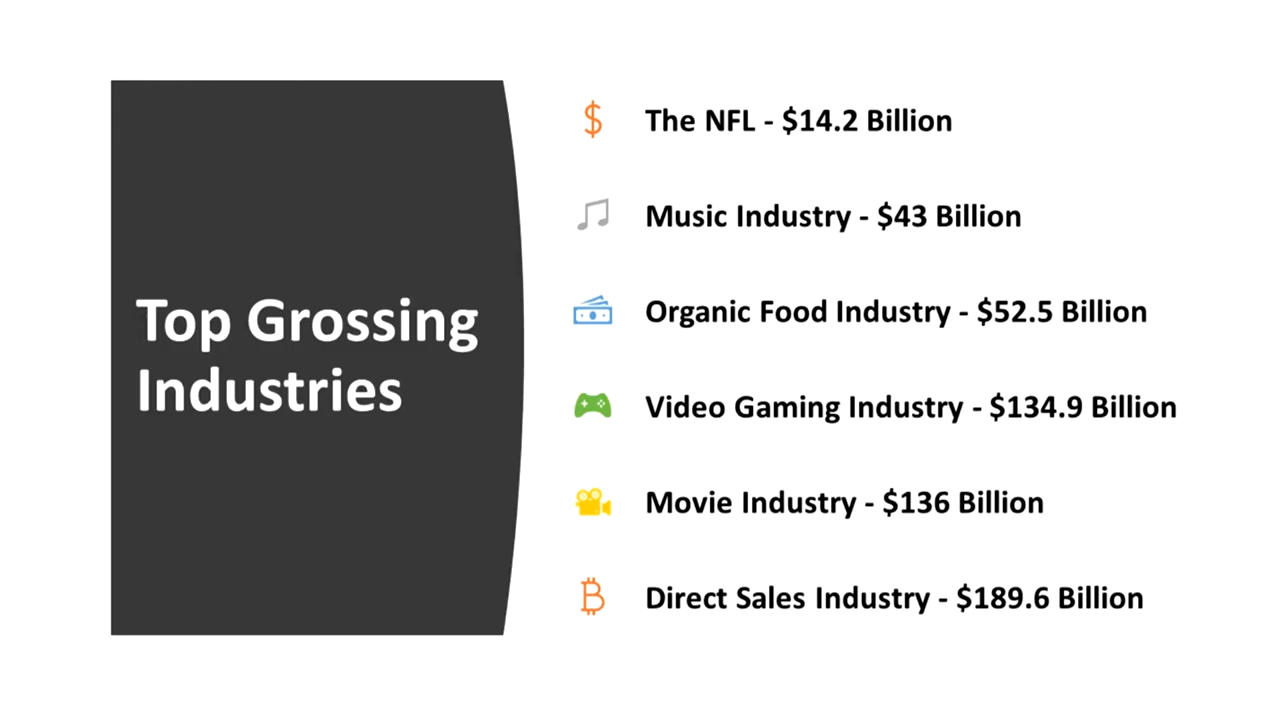 Top Grossing
Industries
The NFL - $14.2 Billion
Music Industry - $43 Billion
Organic Food Industry - $52.5 Billion
Video Gaming Industry - $134.9 Billion
Movie Industry - $136 Billion
Direct Sales Industry - $189.6 Billion